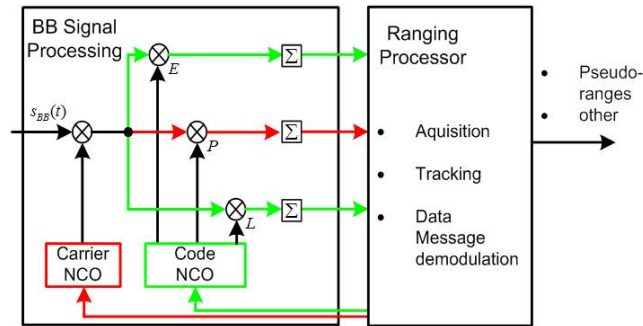 BB Signal
Processing
E
Σ
Ranging
Processor
• Pseudo-
ranges
• other
s_BB(t)
P
Σ
• Aquisition
• Tracking
L
Σ
• Data
Message
demodulation
Carrier
NCO
Code
NCO